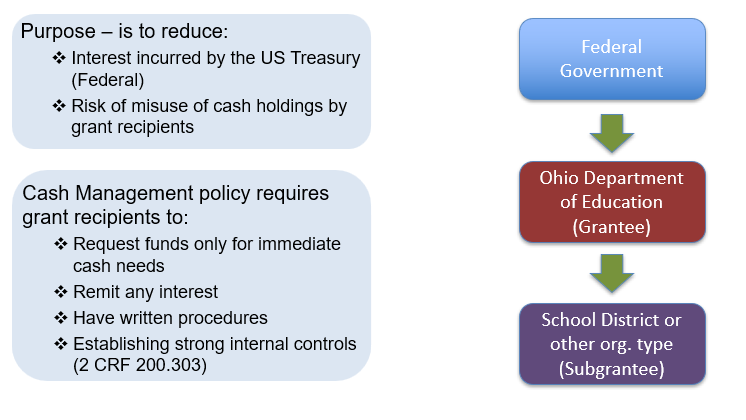 Purpose – is to reduce:
❖ Interest incurred by the US Treasury
(Federal)
❖ Risk of misuse of cash holdings by
grant recipients
Cash Management policy requires
grant recipients to:
❖ Request funds only for immediate
cash needs
❖ Remit any interest
❖ Have written procedures
❖ Establishing strong internal controls
(2 CRF 200.303)
Federal
Government
Ohio Department
of Education
(Grantee)
School District or
other org. type
(Subgrantee)